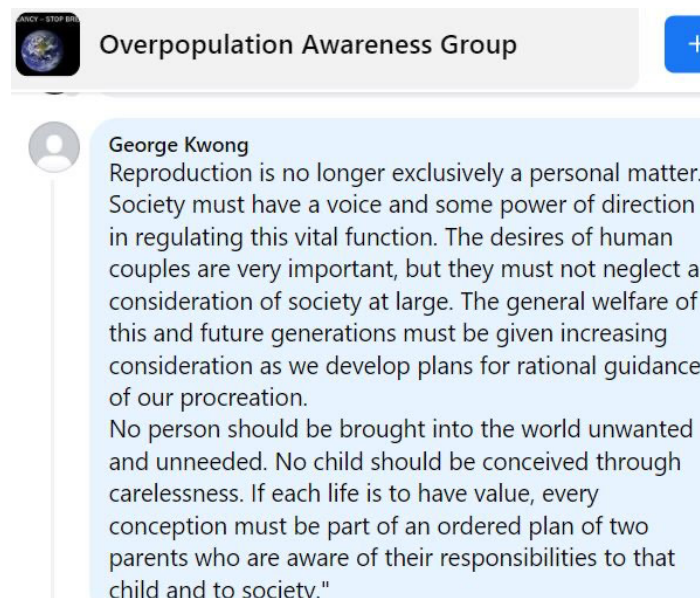 ANCY – STOP BRE
Overpopulation Awareness Group
+
George Kwong
Reproduction is no longer exclusively a personal matter.
Society must have a voice and some power of direction
in regulating this vital function. The desires of human
couples are very important, but they must not neglect a
consideration of society at large. The general welfare of
this and future generations must be given increasing
consideration as we develop plans for rational guidance
of our procreation.
No person should be brought into the world unwanted
and unneeded. No child should be conceived through
carelessness. If each life is to have value, every
conception must be part of an ordered plan of two
parents who are aware of their responsibilities to that
child and to society."